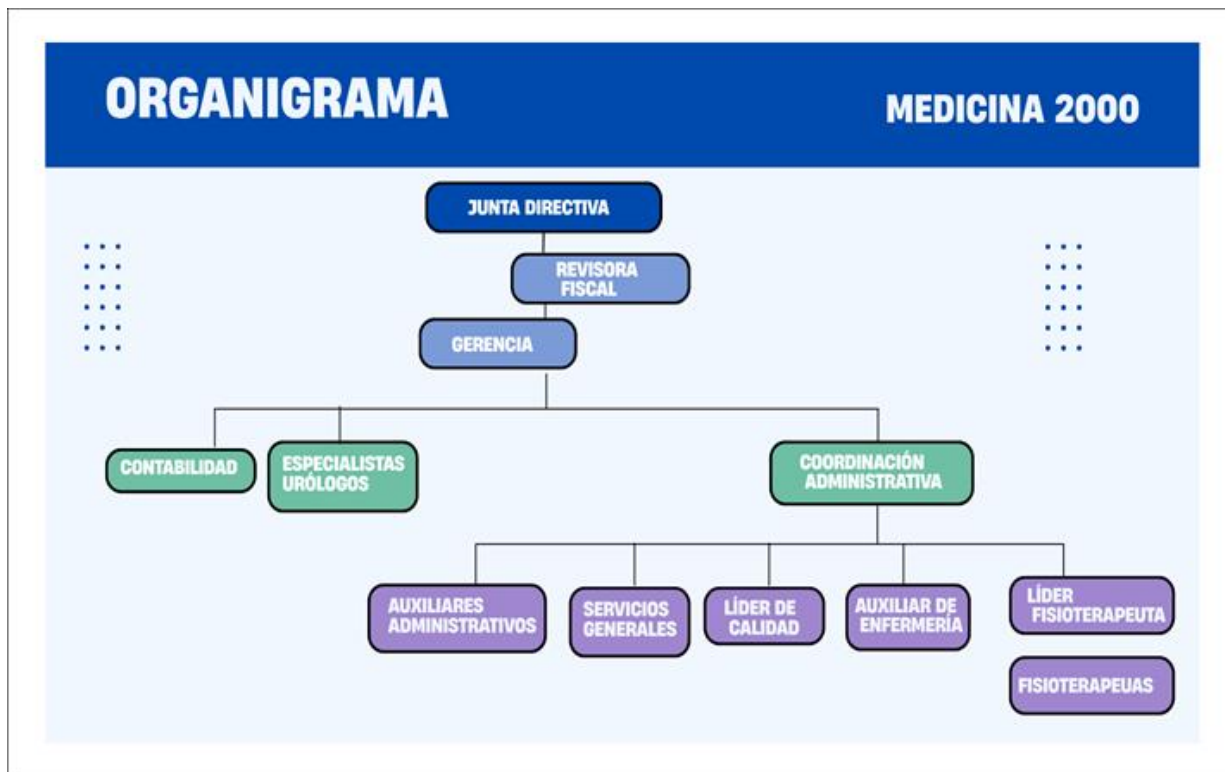 ORGANIGRAMA
MEDICINA 2000
JUNTA DIRECTIVA
REVISORA
FISCAL
GERENCIA
CONTABILIDAD
ESPECIALISTAS
URÓLOGOS
COORDINACIÓN
ADMINISTRATIVA
AUXILIARES
ADMINISTRATIVOS
SERVICIOS
GENERALES
LÍDER DE
CALIDAD
AUXILIAR DE
ENFERMERÍA
LÍDER
FISIOTERAPEUTA
FISIOTERAPEUAS